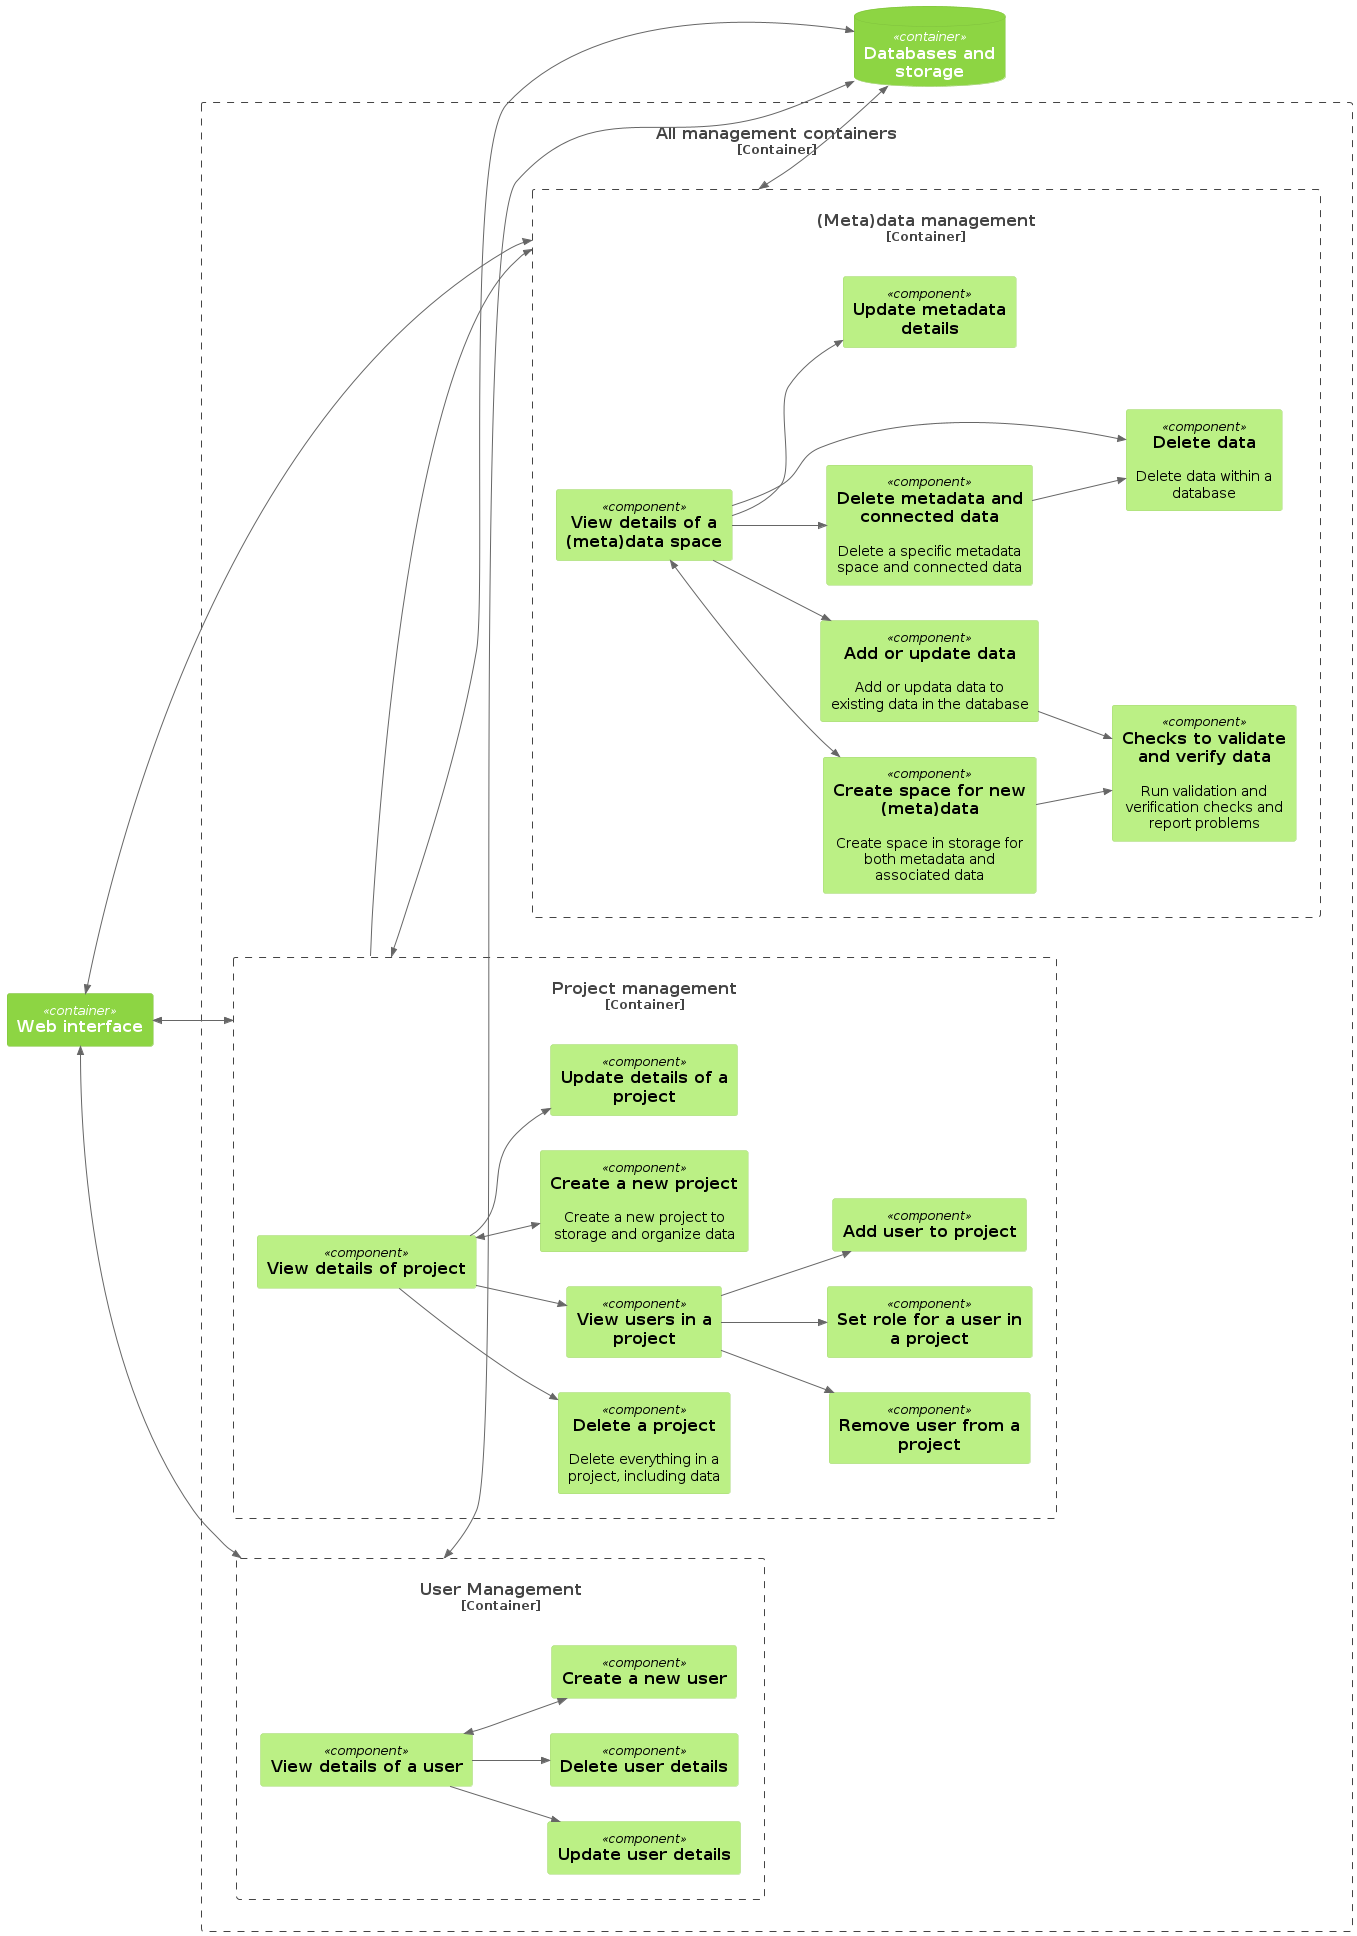 «container»
Databases and
storage
All management containers
[Container]
(Meta)data management
[Container]
«component»
Update metadata
details
«component»
Delete data
Delete data within a
database
«component»
Delete metadata and
connected data
Delete a specific metadata
space and connected data
«component»
View details of a
(meta)data space
«component»
Add or update data
Add or updata data to
existing data in the database
«component»
Checks to validate
and verify data
Run validation and
verification checks and
report problems
«component»
Create space for new
(meta)data
Create space in storage for
both metadata and
associated data
«container»
Web interface
Project management
[Container]
«component»
Update details of a
project
«component»
Create a new project
Create a new project to
storage and organize data
«component»
Add user to project
«component»
View details of project
«component»
View users in a
project
«component»
Set role for a user in
a project
«component»
Delete a project
Delete everything in a
project, including data
«component»
Remove user from a
project
User Management
[Container]
«component»
Create a new user
«component»
View details of a user
«component»
Delete user details
«component»
Update user details